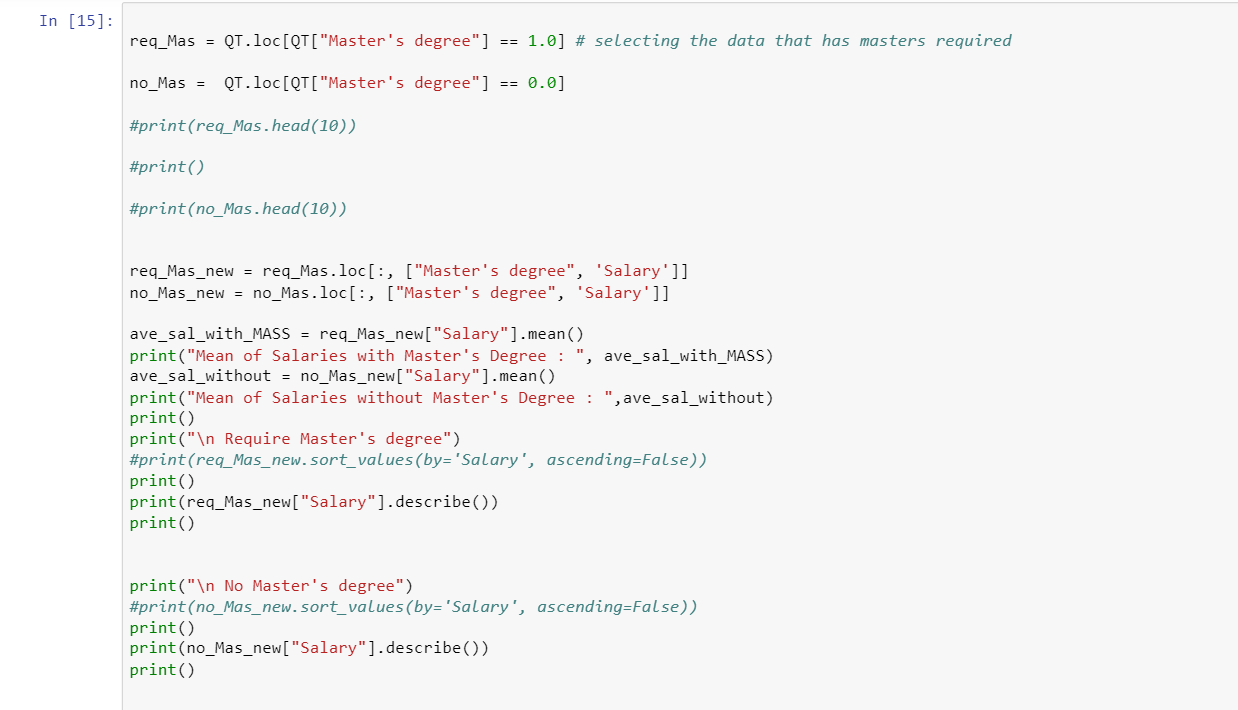 In [15]:
req_Mas = QT.loc[QT["Master's degree"] == 1.0] # selecting the data that has masters required
no_Mas =  QT.loc[QT["Master's degree"] == 0.0]
#print(req_Mas.head(10))
#print()
#print(no_Mas.head(10))
req_Mas_new = req_Mas.loc[:, ["Master's degree", 'Salary']]
no_Mas_new = no_Mas.loc[:, ["Master's degree", 'Salary']]
ave_sal_with_MASS = req_Mas_new["Salary"].mean()
print("Mean of Salaries with Master's Degree : ", ave_sal_with_MASS)
ave_sal_without = no_Mas_new["Salary"].mean()
print("Mean of Salaries without Master's Degree : ",ave_sal_without)
print()
print("\n Require Master's degree")
#print(req_Mas_new.sort_values(by='Salary', ascending=False))
print()
print(req_Mas_new["Salary"].describe())
print()
print("\n No Master's degree")
#print(no_Mas_new.sort_values(by='Salary', ascending=False))
print()
print(no_Mas_new["Salary"].describe())
print()